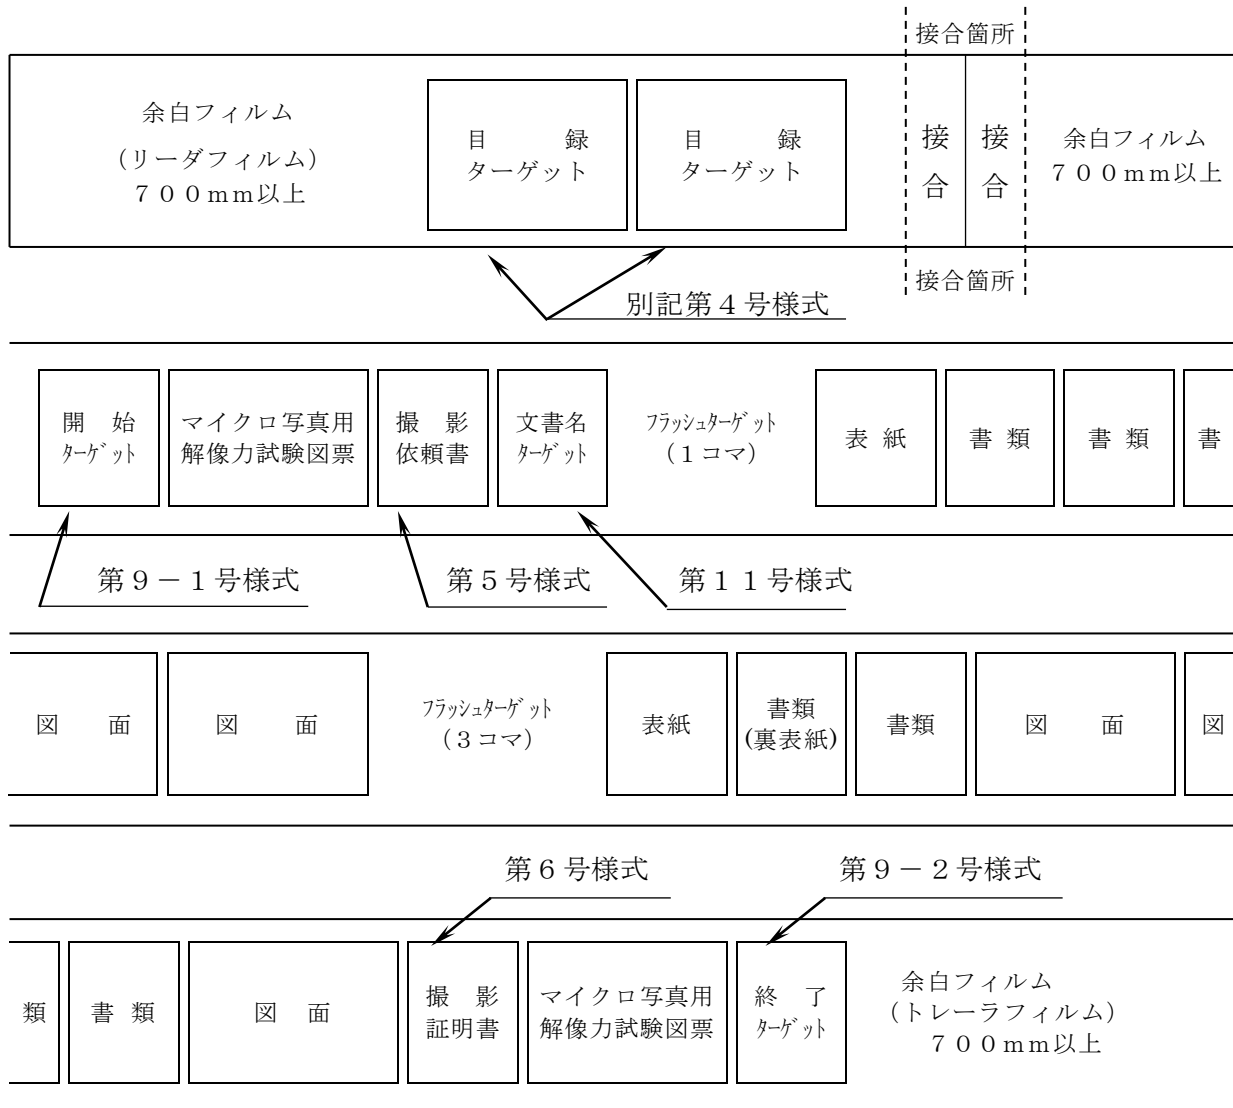 接合箇所
余白フィルム
(リーダフィルム)
７００mm以上
目　　録
ターゲット
目　　録
ターゲット
接合
接合
余白フィルム
７００mm以上
接合箇所
別記第４号様式
開　始
ﾀｰｹﾞｯﾄ
マイクロ写真用
解像力試験図票
撮　影
依頼書
文書名
ﾀｰｹﾞｯﾄ
ﾌﾗｯｼｭﾀｰｹﾞｯﾄ
(１コマ)
表 紙
書 類
書 類
書
第９－１号様式
第５号様式
第１１号様式
図　　面
図　　面
ﾌﾗｯｼｭﾀｰｹﾞｯﾄ
(３コマ)
表紙
書類
(裏表紙)
書類
図　　面
図
第６号様式
第９－２号様式
類
書 類
図　面
撮　影
証明書
マイクロ写真用
解像力試験図票
終　了
ﾀｰｹﾞｯﾄ
余白フィルム
(トレーラフィルム)
７００mm以上